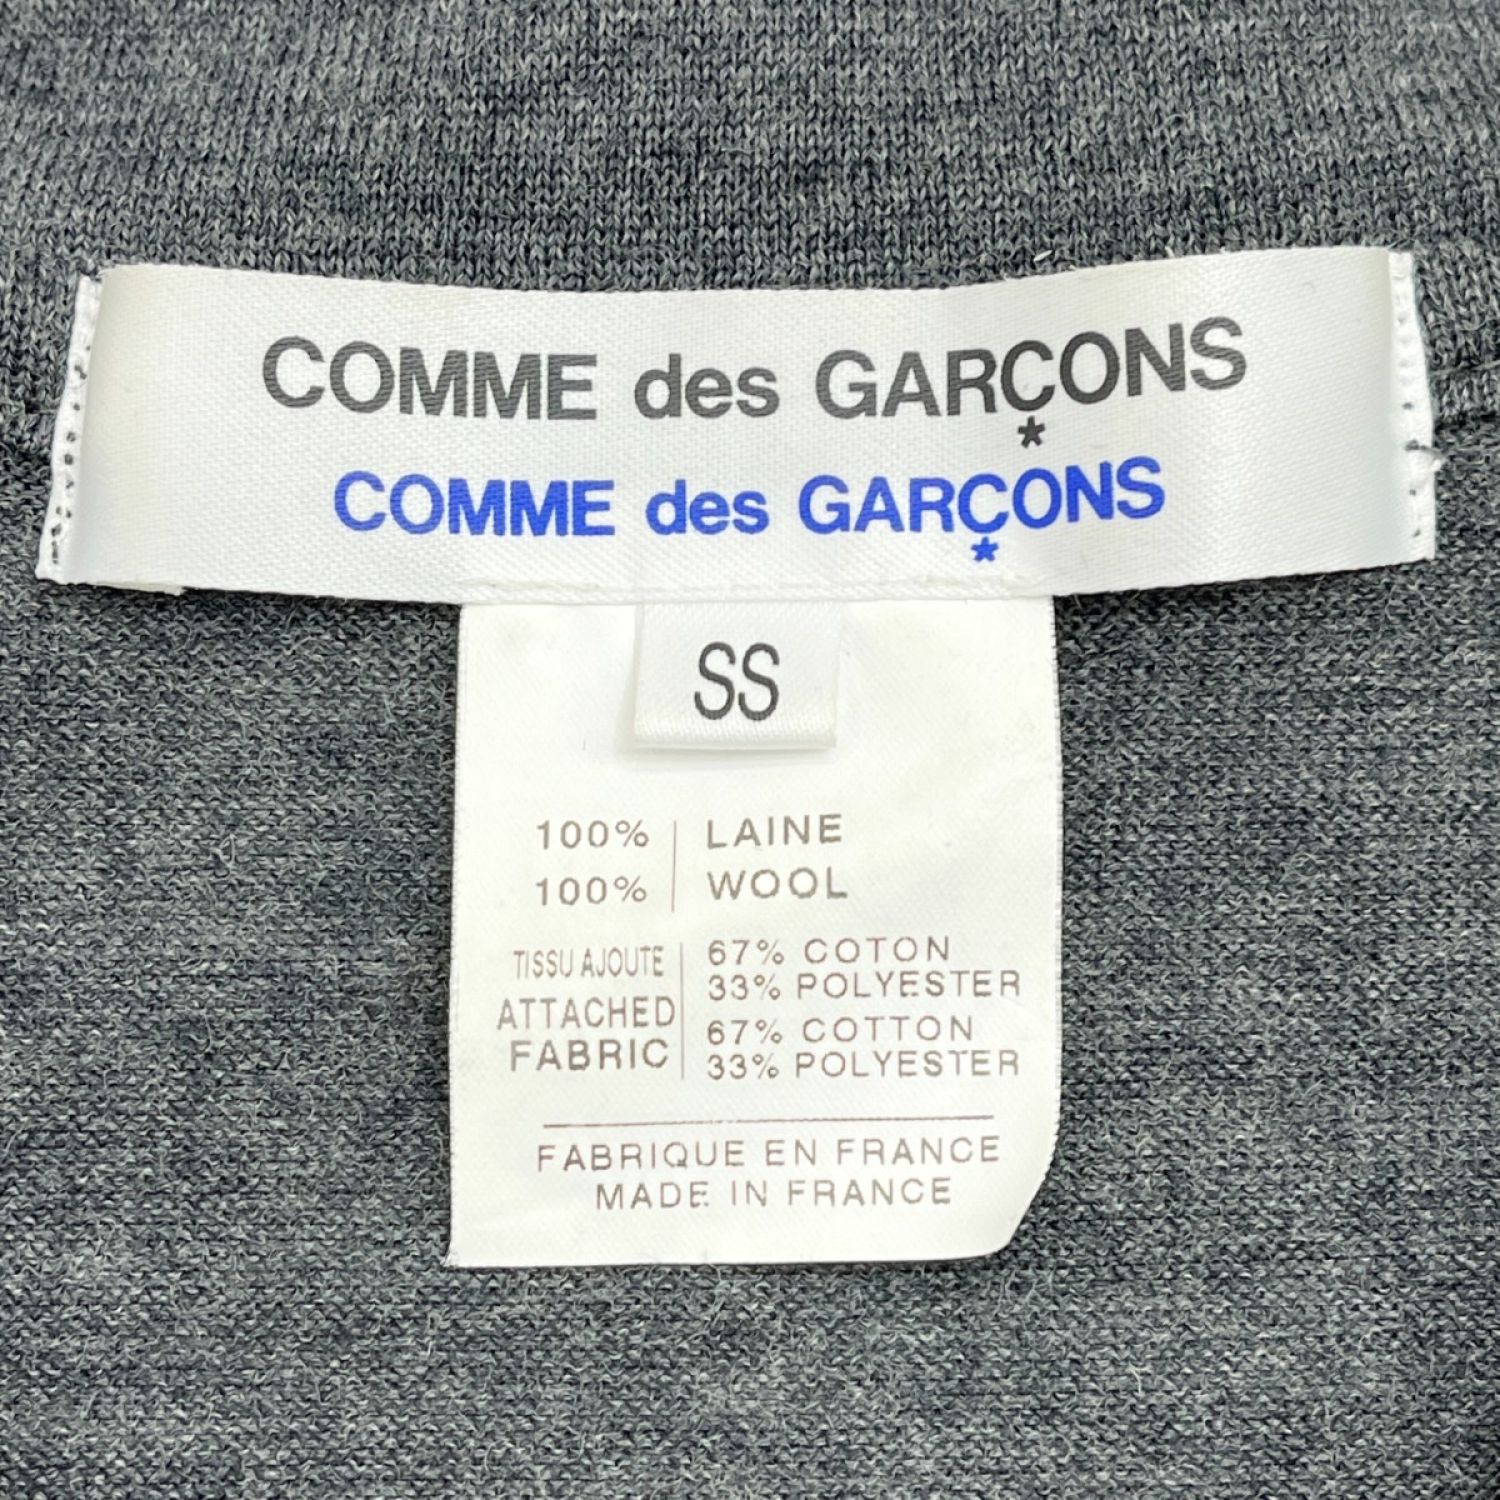 COMME des GARÇONS
COMME des GARÇONS
SS
100% LAINE
100% WOOL
TISSU AJOUTE 67% COTON
33% POLYESTER
ATTACHED FABRIC 67% COTTON
33% POLYESTER
FABRIQUE EN FRANCE
MADE IN FRANCE